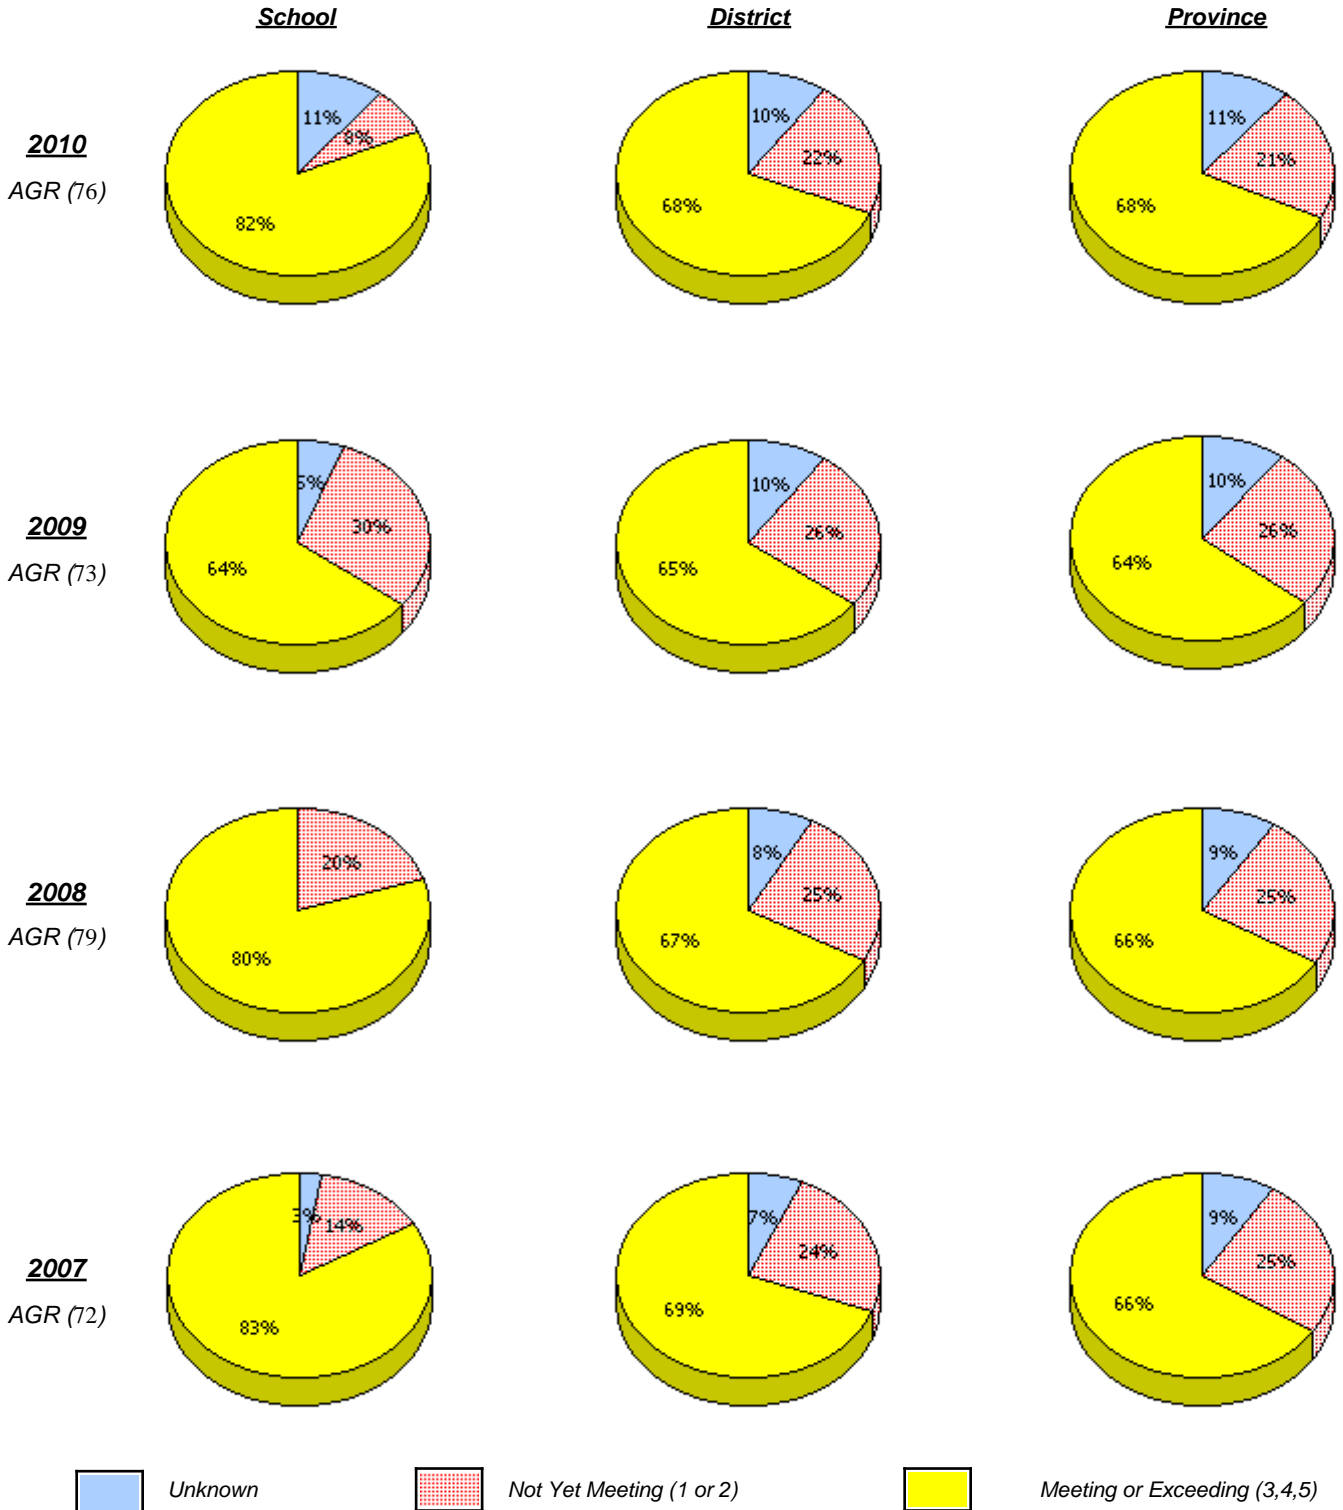 School District Province
2010
AGR (76)
11% 8% 82%
10% 22% 68%
11% 21% 68%
2009
AGR (73)
5% 30% 64%
10% 26% 65%
10% 26% 64%
2008
AGR (79)
20% 80%
8% 25% 67%
9% 25% 66%
2007
AGR (72)
3% 14% 83%
7% 24% 69%
9% 25% 66%
Unknown Not Yet Meeting (1 or 2) Meeting or Exceeding (3,4,5)